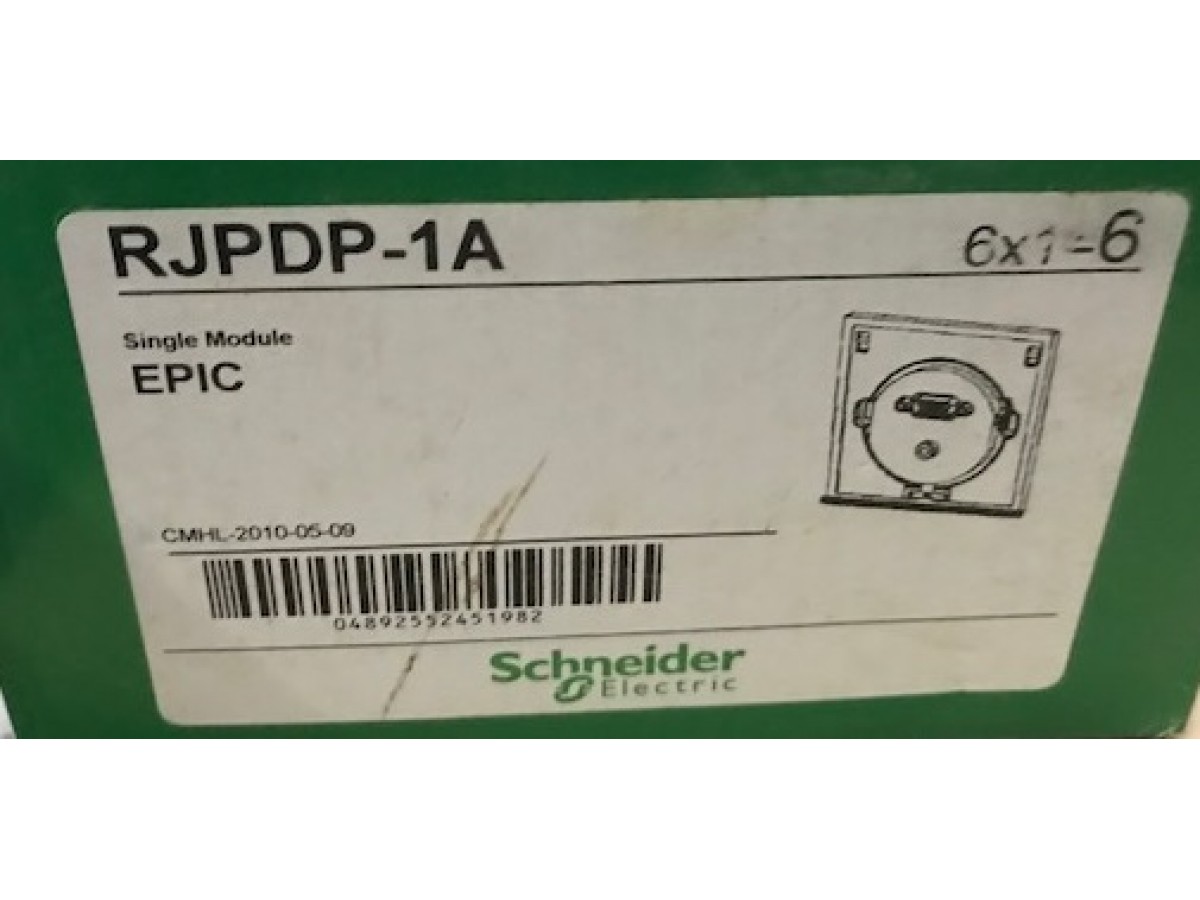 RJPDP-1A 6x1=6
Single Module
EPIC
CMHL-2010-05-09
04892552451982
Schneider
Electric